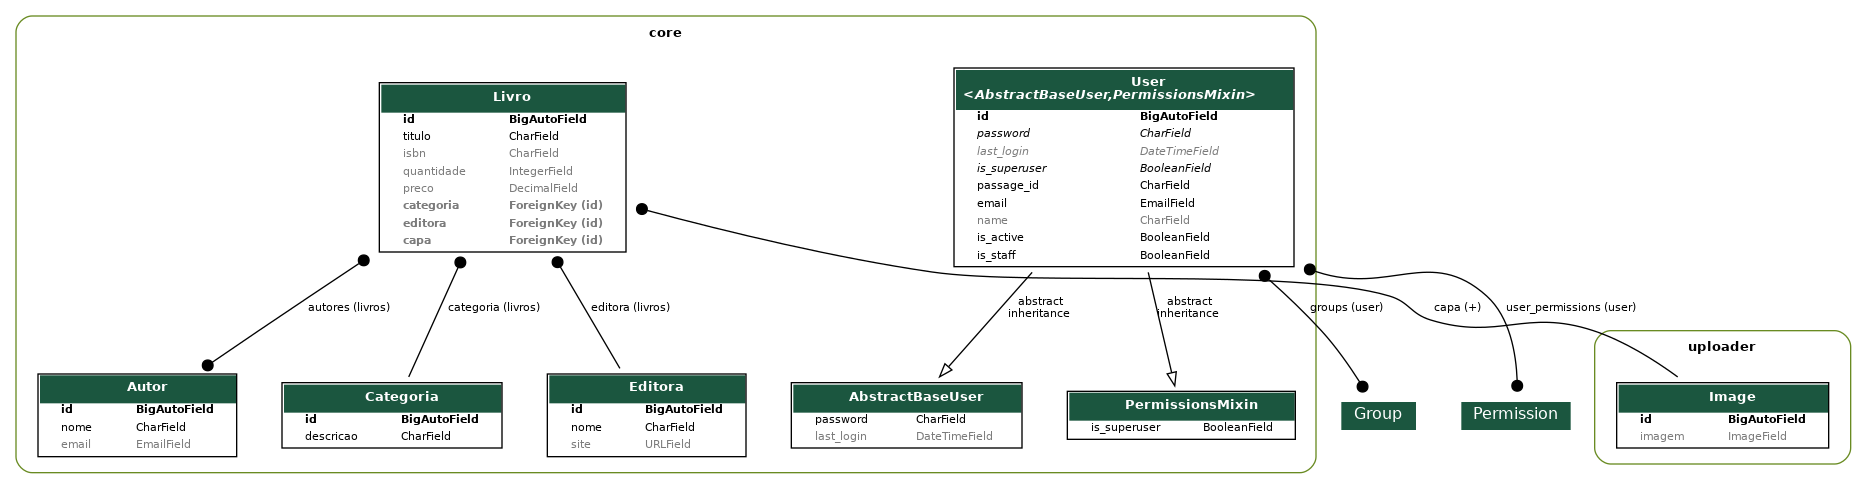 core
Livro
id BigAutoField
titulo CharField
isbn CharField
quantidade IntegerField
preco DecimalField
categoria ForeignKey (id)
editora ForeignKey (id)
capa ForeignKey (id)
User
<AbstractBaseUser,PermissionsMixin>
id BigAutoField
password CharField
last_login DateTimeField
is_superuser BooleanField
passage_id CharField
email EmailField
name CharField
is_active BooleanField
is_staff BooleanField
autores (livros)
categoria (livros)
editora (livros)
abstract
inheritance
abstract
inheritance
groups (user)
capa (+)
user_permissions (user)
Autor
id BigAutoField
nome CharField
email EmailField
Categoria
id BigAutoField
descricao CharField
Editora
id BigAutoField
nome CharField
site URLField
AbstractBaseUser
password CharField
last_login DateTimeField
PermissionsMixin
is_superuser BooleanField
Group
Permission
uploader
Image
id BigAutoField
imagem ImageField